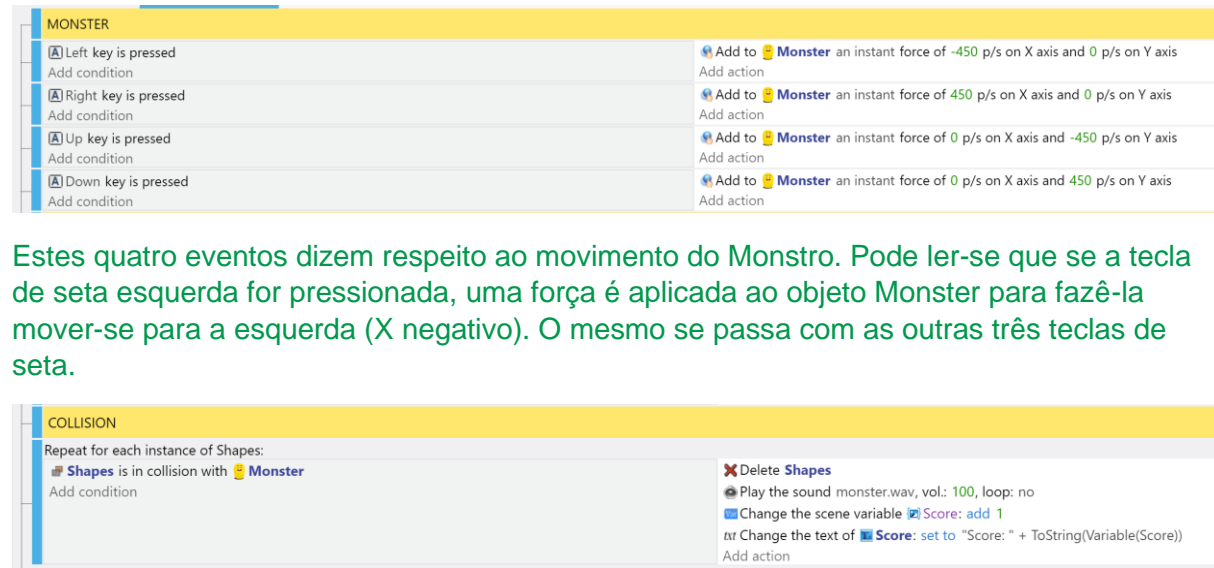 MONSTER
Left key is pressed Add to Monster an instant force of -450 p/s on X axis and 0 p/s on Y axis
Add condition Add action
Right key is pressed Add to Monster an instant force of 450 p/s on X axis and 0 p/s on Y axis
Add condition Add action
Up key is pressed Add to Monster an instant force of 0 p/s on X axis and -450 p/s on Y axis
Add condition Add action
Down key is pressed Add to Monster an instant force of 0 p/s on X axis and 450 p/s on Y axis
Add condition Add action
Estes quatro eventos dizem respeito ao movimento do Monstro. Pode ler-se que se a tecla
de seta esquerda for pressionada, uma força é aplicada ao objeto Monster para fazê-la
mover-se para a esquerda (X negativo). O mesmo se passa com as outras três teclas de
seta.
COLLISION
Repeat for each instance of Shapes:
Shapes is in collision with Monster Delete Shapes
Add condition Play the sound monster.wav, vol.: 100, loop: no
Change the scene variable Score: add 1
txt Change the text of Score: set to "Score: " + ToString(Variable(Score))
Add action